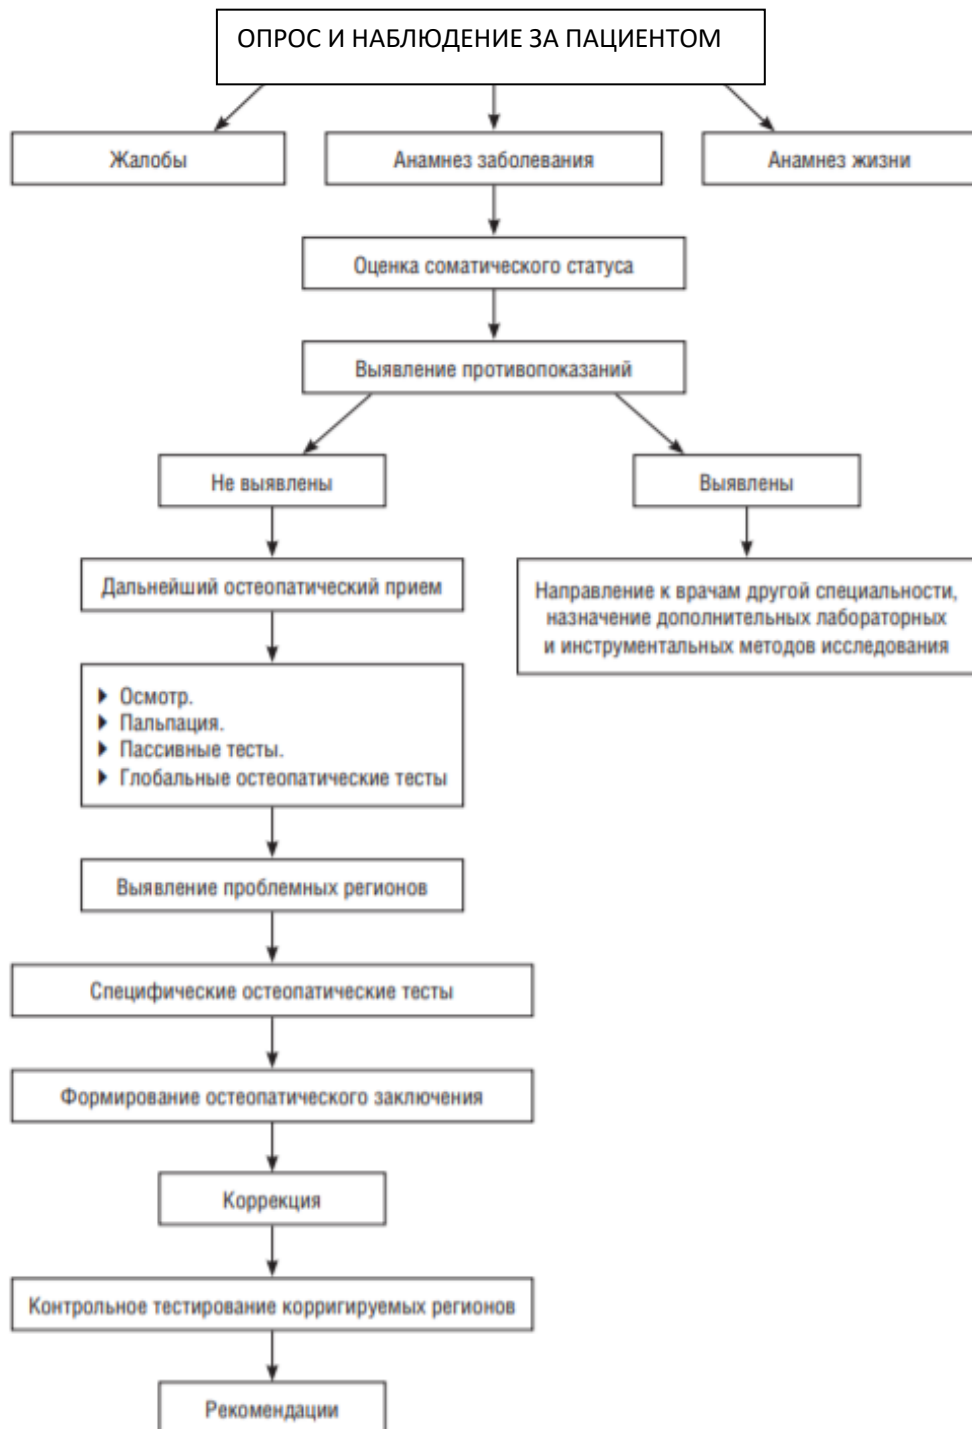 ОПРОС И НАБЛЮДЕНИЕ ЗА ПАЦИЕНТОМ
Жалобы
Анамнез заболевания
Анамнез жизни
Оценка соматического статуса
Выявление противопоказаний
Не выявлены
Выявлены
Дальнейший остеопатический прием
Направление к врачам другой специальности,
назначение дополнительных лабораторных
и инструментальных методов исследования
Осмотр.
Пальпация.
Пассивные тесты.
Глобальные остеопатические тесты
Выявление проблемных регионов
Специфические остеопатические тесты
Формирование остеопатического заключения
Коррекция
Контрольное тестирование корригируемых регионов
Рекомендации